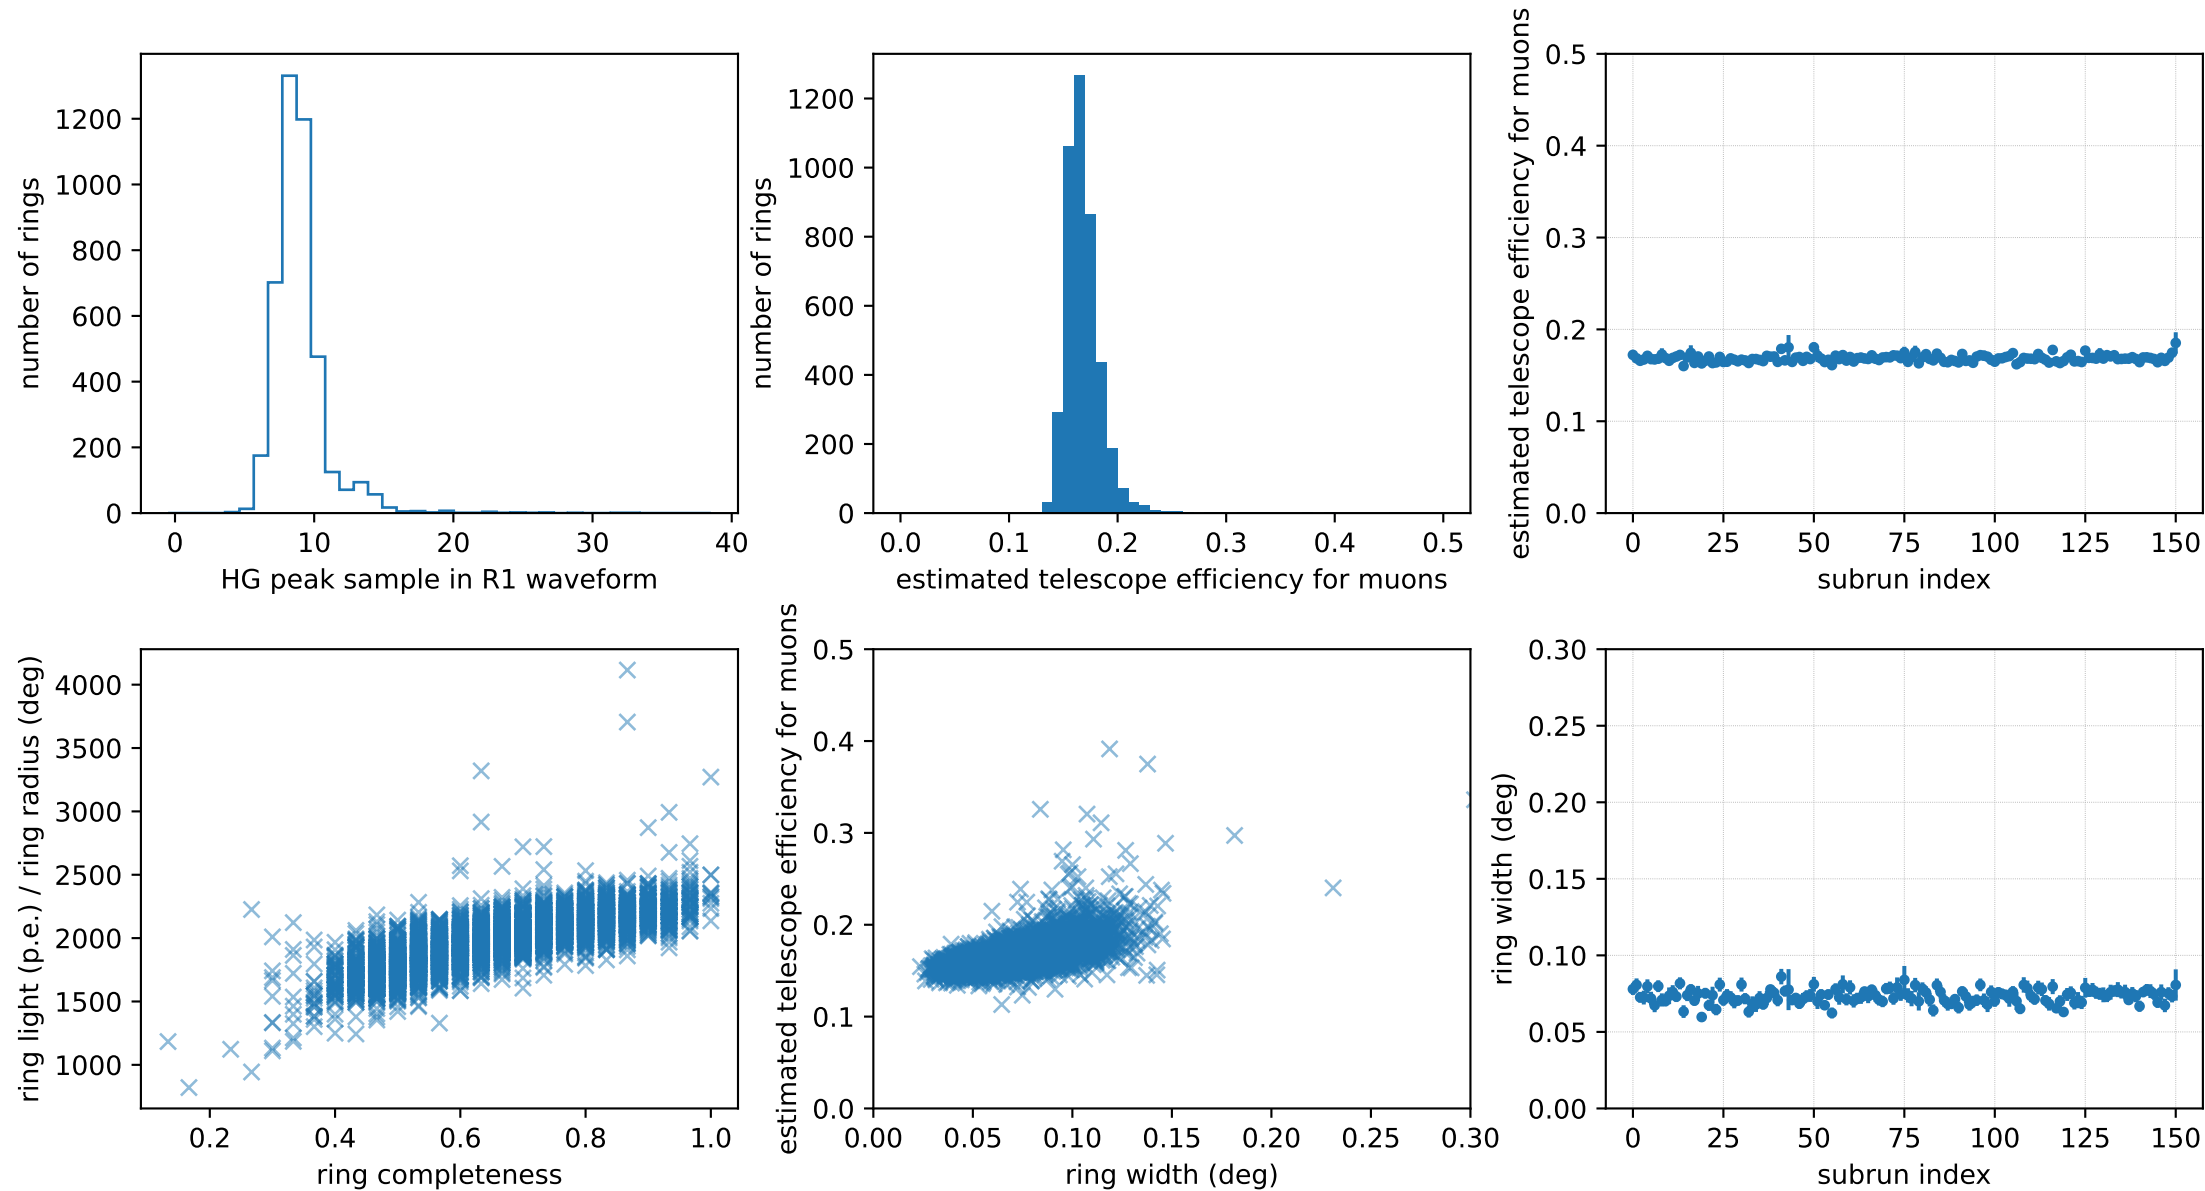 1200
1000
800
600
400
200
0
number of rings
0 10 20 30 40
HG peak sample in R1 waveform
1200
1000
800
600
400
200
0
number of rings
0.0 0.1 0.2 0.3 0.4 0.5
estimated telescope efficiency for muons
0.5
0.4
0.3
0.2
0.1
0.0
estimated telescope efficiency for muons
0 25 50 75 100 125 150
subrun index
4000
3500
3000
2500
2000
1500
1000
ring light (p.e.) / ring radius (deg)
0.2 0.4 0.6 0.8 1.0
ring completeness
0.5
0.4
0.3
0.2
0.1
0.0
estimated telescope efficiency for muons
0.00 0.05 0.10 0.15 0.20 0.25 0.30
ring width (deg)
0.30
0.25
0.20
0.15
0.10
0.05
0.00
ring width (deg)
0 25 50 75 100 125 150
subrun index